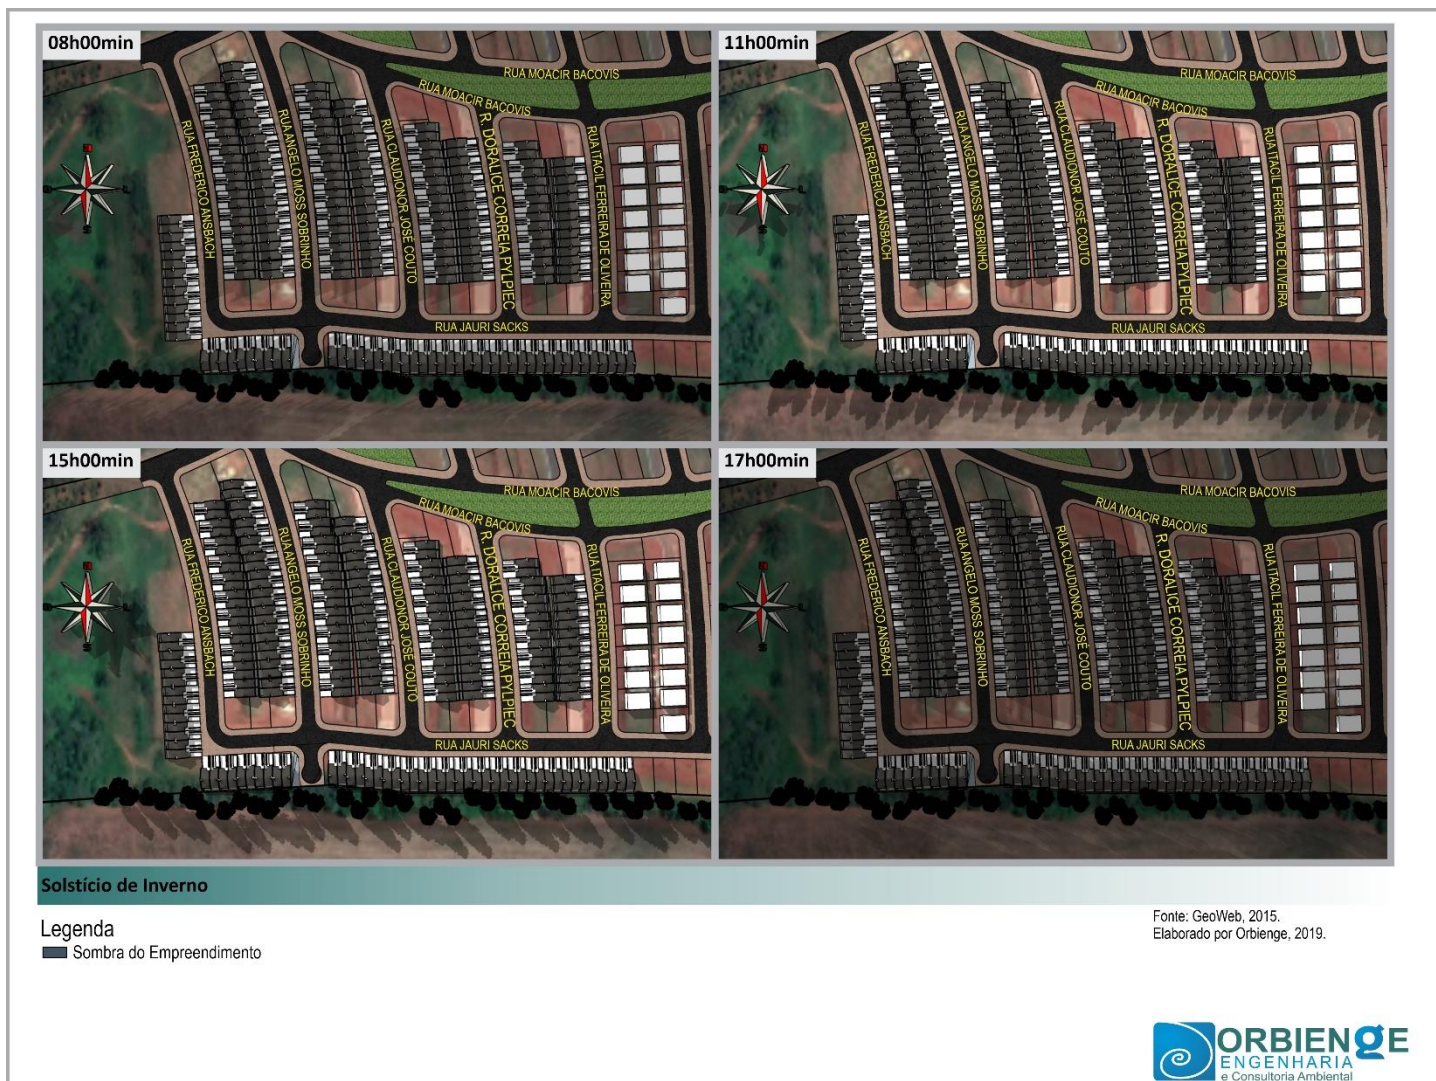 08h00min
RUA MOACIR BACOVIS
RUA MOACIR BACOVIS
RUA FREDERICO ANSBACH
RUA ANGELO MOSS SOBRINHO
RUA CLAUDIONOR JOSÉ COUTO
R. DORALICE CORREIA PYLPIEC
RUA ITACIL FERREIRA DE OLIVEIRA
RUA JAURI SACKS
11h00min
RUA MOACIR BACOVIS
RUA MOACIR BACOVIS
RUA FREDERICO ANSBACH
RUA ANGELO MOSS SOBRINHO
RUA CLAUDIONOR JOSÉ COUTO
R. DORALICE CORREIA PYLPIEC
RUA ITACIL FERREIRA DE OLIVEIRA
RUA JAURI SACKS
15h00min
RUA MOACIR BACOVIS
RUA MOACIR BACOVIS
RUA FREDERICO ANSBACH
RUA ANGELO MOSS SOBRINHO
RUA CLAUDIONOR JOSÉ COUTO
R. DORALICE CORREIA PYLPIEC
RUA ITACIL FERREIRA DE OLIVEIRA
RUA JAURI SACKS
17h00min
RUA MOACIR BACOVIS
RUA MOACIR BACOVIS
RUA FREDERICO ANSBACH
RUA ANGELO MOSS SOBRINHO
RUA CLAUDIONOR JOSÉ COUTO
R. DORALICE CORREIA PYLPIEC
RUA ITACIL FERREIRA DE OLIVEIRA
RUA JAURI SACKS
Solstício de Inverno
Legenda
Sombra do Empreendimento
Fonte: GeoWeb, 2015.
Elaborado por Orbienge, 2019.
ORBIENGE
ENGENHARIA
e Consultoria Ambiental